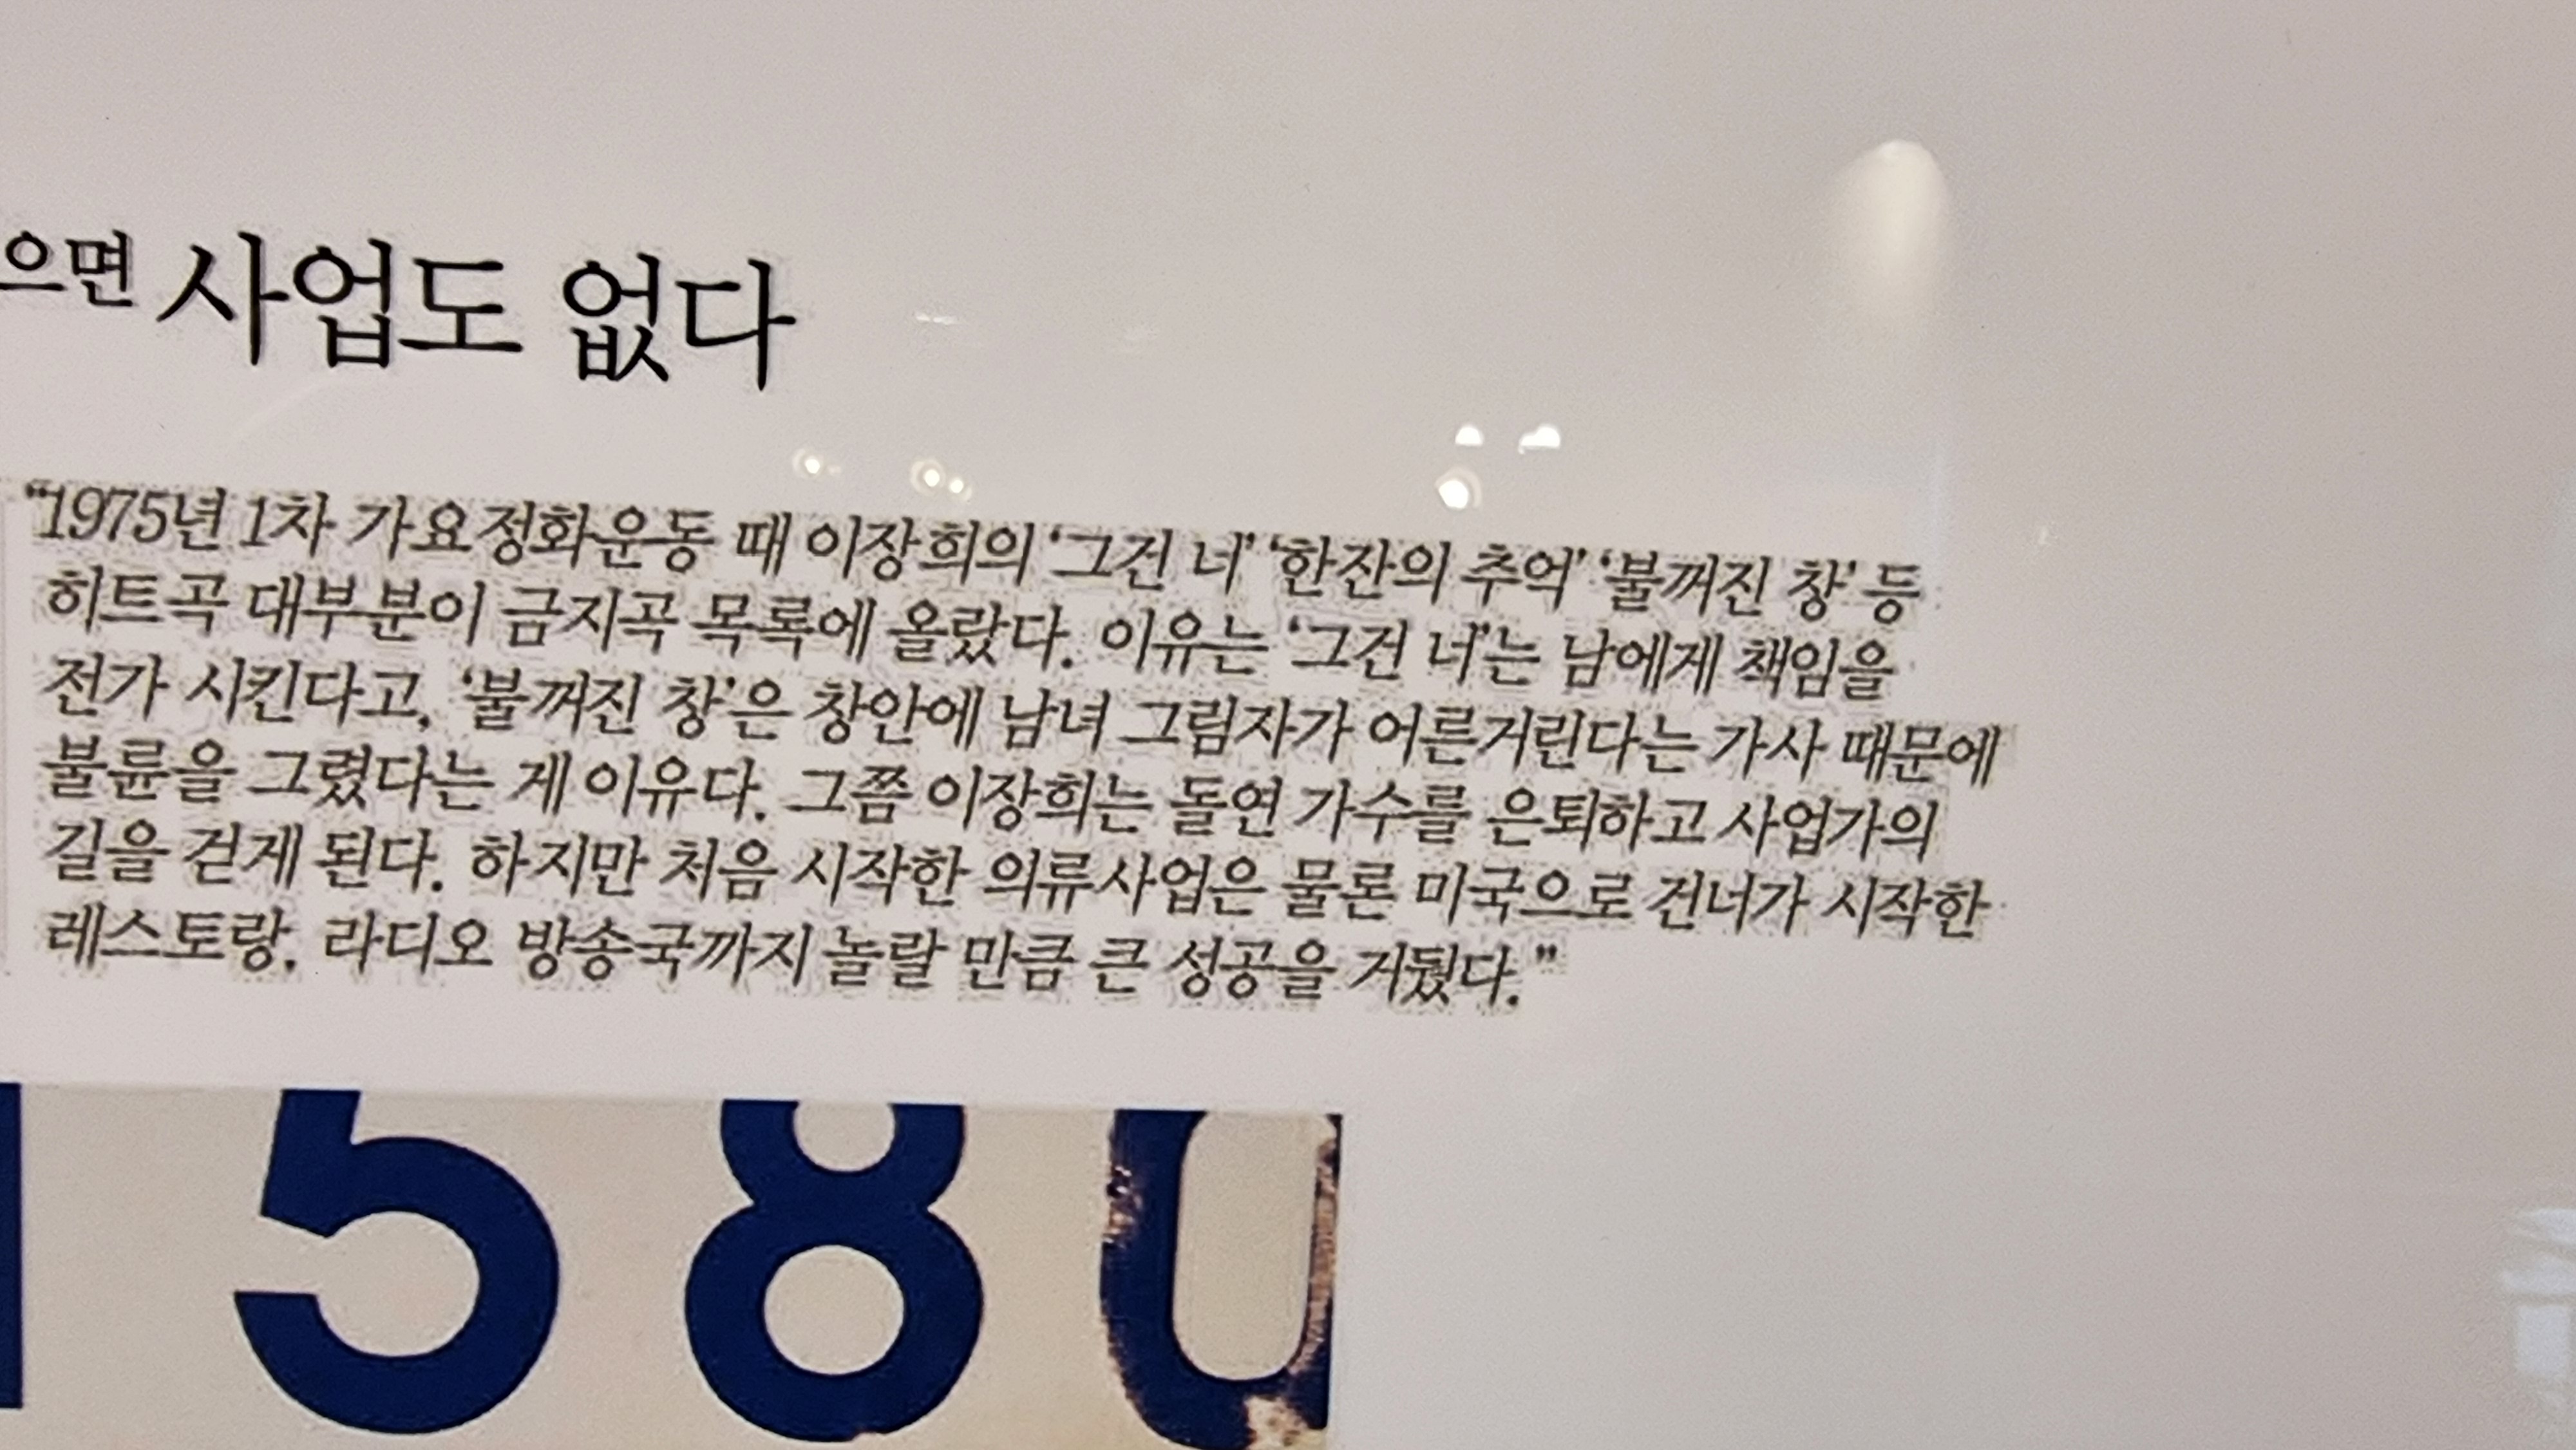 으면 사업도 없다
“1975년 1차 가요정화운동 때 이장희의 ‘그건 너’ ‘한잔의 추억’ ‘불꺼진 창’ 등
히트곡 대부분이 금지곡 목록에 올랐다. 이유는 ‘그건 너’는 남에게 책임을
전가 시킨다고, ‘불꺼진 창’은 창안에 남녀 그림자가 어른거린다는 가사 때문에
불륜을 그렸다는 게 이유다. 그쯤 이장희는 돌연 가수를 은퇴하고 사업가의
길을 걷게 된다. 하지만 처음 시작한 의류사업은 물론 미국으로 건너가 시작한
레스토랑. 라디오 방송국까지 놀랄 만큼 큰 성공을 거뒀다.”
580